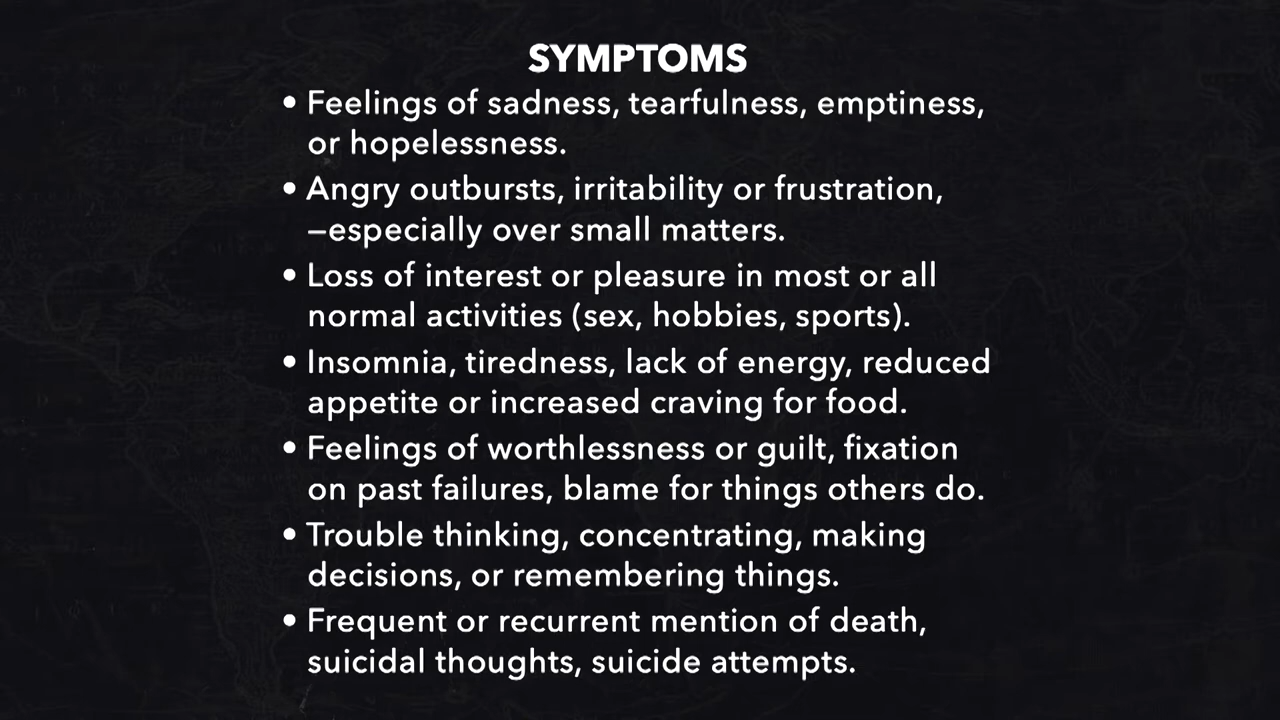 SYMPTOMS
• Feelings of sadness, tearfulness, emptiness,
or hopelessness.
• Angry outbursts, irritability or frustration,
—especially over small matters.
• Loss of interest or pleasure in most or all
normal activities (sex, hobbies, sports).
• Insomnia, tiredness, lack of energy, reduced
appetite or increased craving for food.
• Feelings of worthlessness or guilt, fixation
on past failures, blame for things others do.
• Trouble thinking, concentrating, making
decisions, or remembering things.
• Frequent or recurrent mention of death,
suicidal thoughts, suicide attempts.